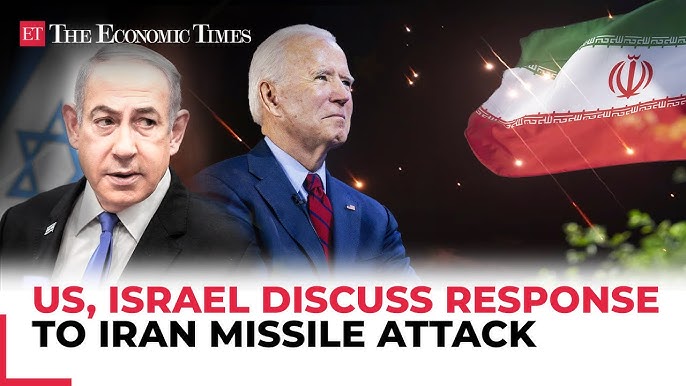 ET THE ECONOMIC TIMES
US, ISRAEL DISCUSS RESPONSE
TO IRAN MISSILE ATTACK